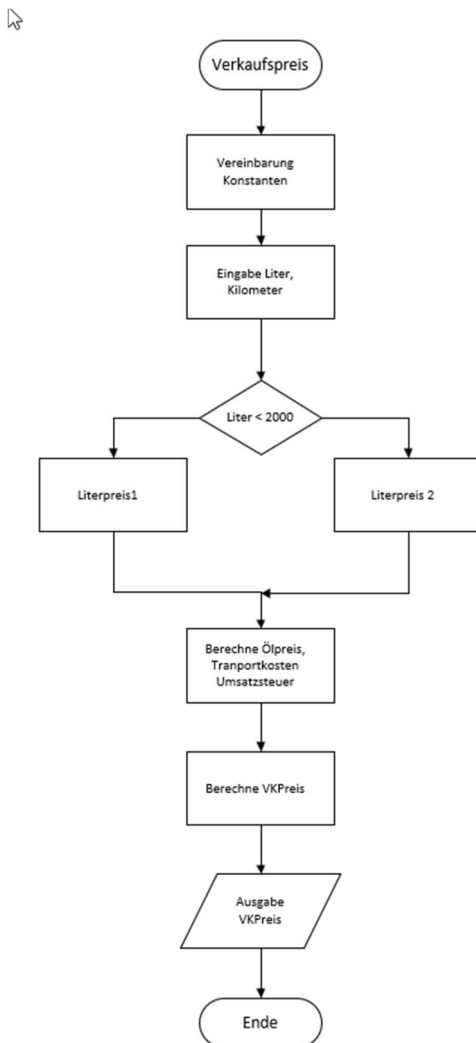 Verkaufspreis
Vereinbarung
Konstanten
Eingabe Liter,
Kilometer
Liter < 2000
Literpreis1
Literpreis 2
Berechne Ölpreis,
Tranportkosten
Umsatzsteuer
Berechne VKPreis
Ausgabe
VKPreis
Ende